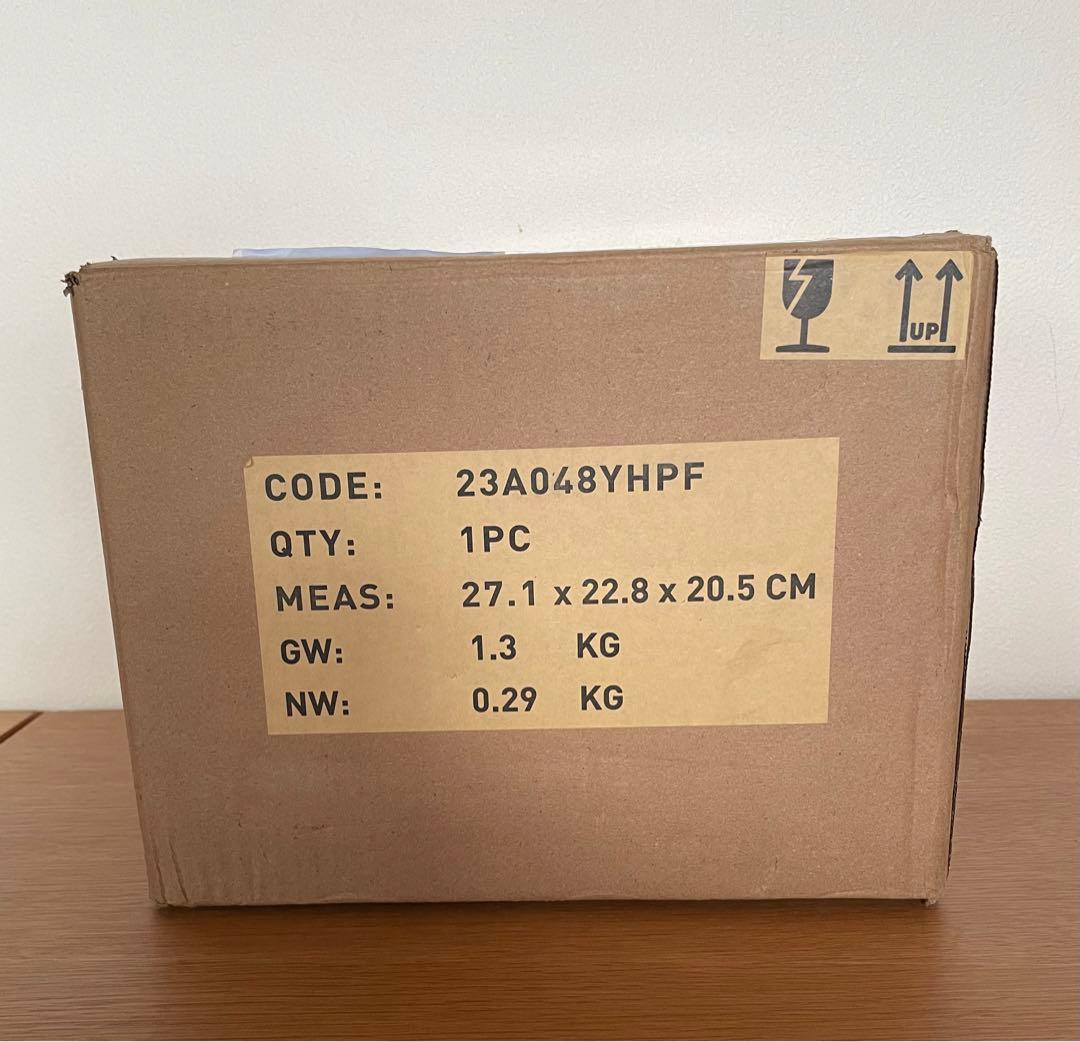 UP
CODE: 23A048YHPF
QTY: 1PC
MEAS: 27.1 x 22.8 x 20.5 CM
GW: 1.3 KG
NW: 0.29 KG